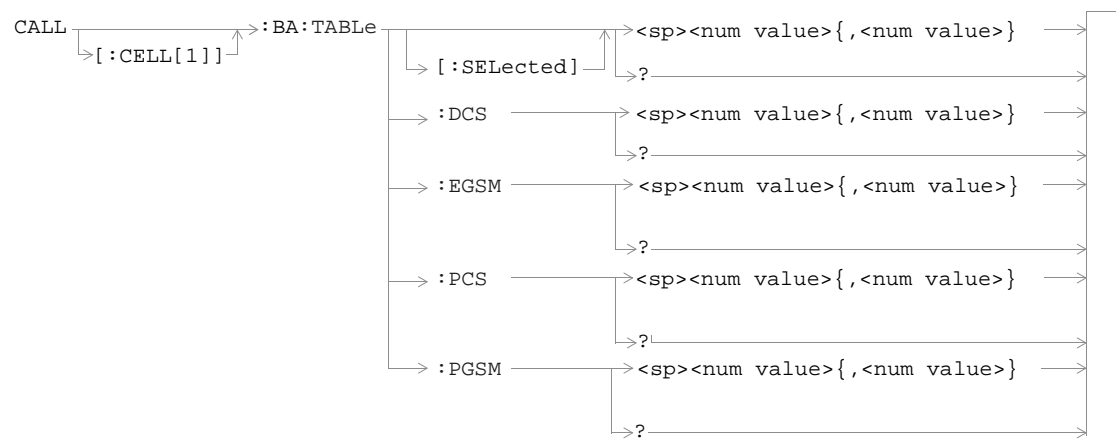 CALL :BA:TABLe <sp><num value>{,<num value>}
[:CELL[1]] [:SELected]
?
:DCS <sp><num value>{,<num value>}
?
:EGSM <sp><num value>{,<num value>}
?
:PCS <sp><num value>{,<num value>}
?
:PGSM <sp><num value>{,<num value>}
?